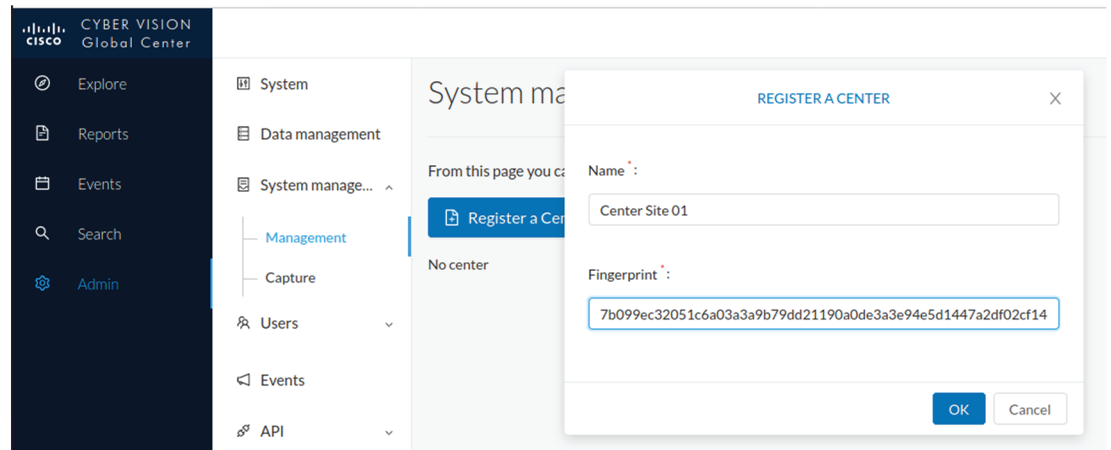 CYBER VISION
Global Center
CISCO
Explore
Reports
Events
Search
Admin
System
Data management
System manage...
Management
Capture
Users
Events
API
System ma
From this page you ca
Register a Cen
No center
REGISTER A CENTER
Name * :
Center Site 01
Fingerprint * :
7b099ec32051c6a03a3a9b79dd21190a0de3a3e94e5d1447a2df02cf14
OK
Cancel